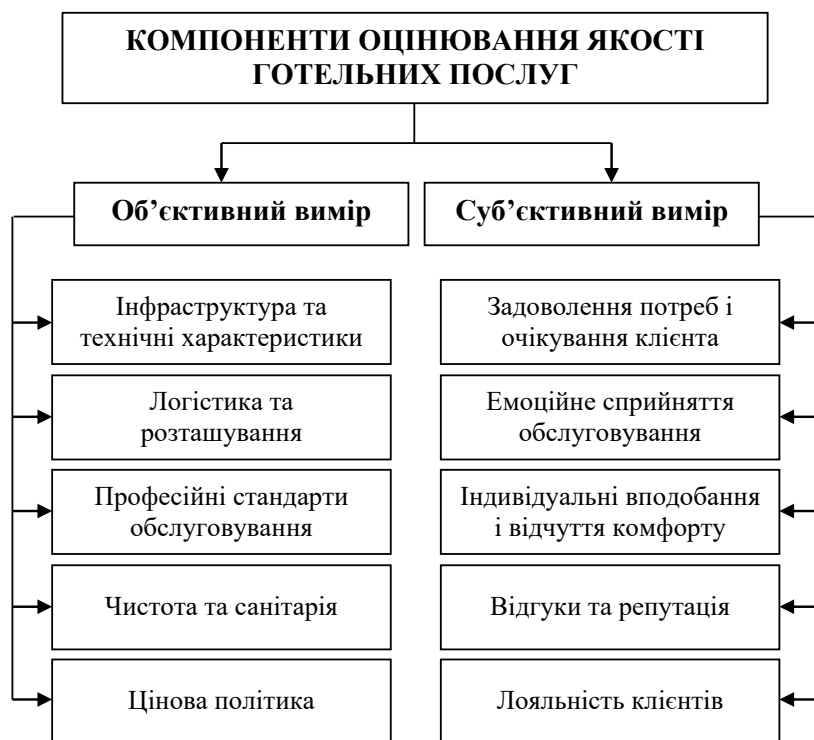 КОМПОНЕНТИ ОЦІНЮВАННЯ ЯКОСТІ
ГОТЕЛЬНИХ ПОСЛУГ
Об’єктивний вимір
Суб’єктивний вимір
Інфраструктура та
технічні характеристики
Задоволення потреб і
очікування клієнта
Логістика та
розташування
Емоційне сприйняття
обслуговування
Професійні стандарти
обслуговування
Індивідуальні вподобання
і відчуття комфорту
Чистота та санітарія
Відгуки та репутація
Цінова політика
Лояльність клієнтів